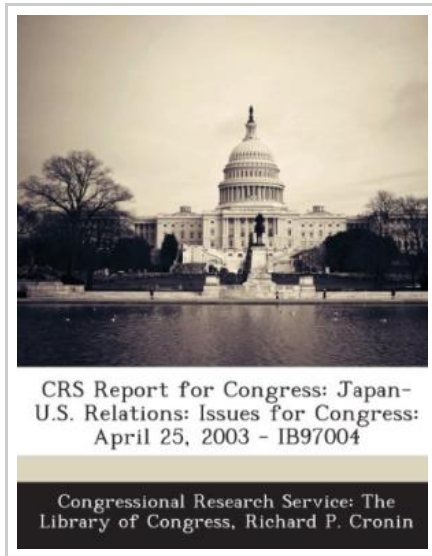 CRS Report for Congress: Japan-
U.S. Relations: Issues for Congress:
April 25, 2003 - IB97004
Congressional Research Service: The
Library of Congress, Richard P. Cronin